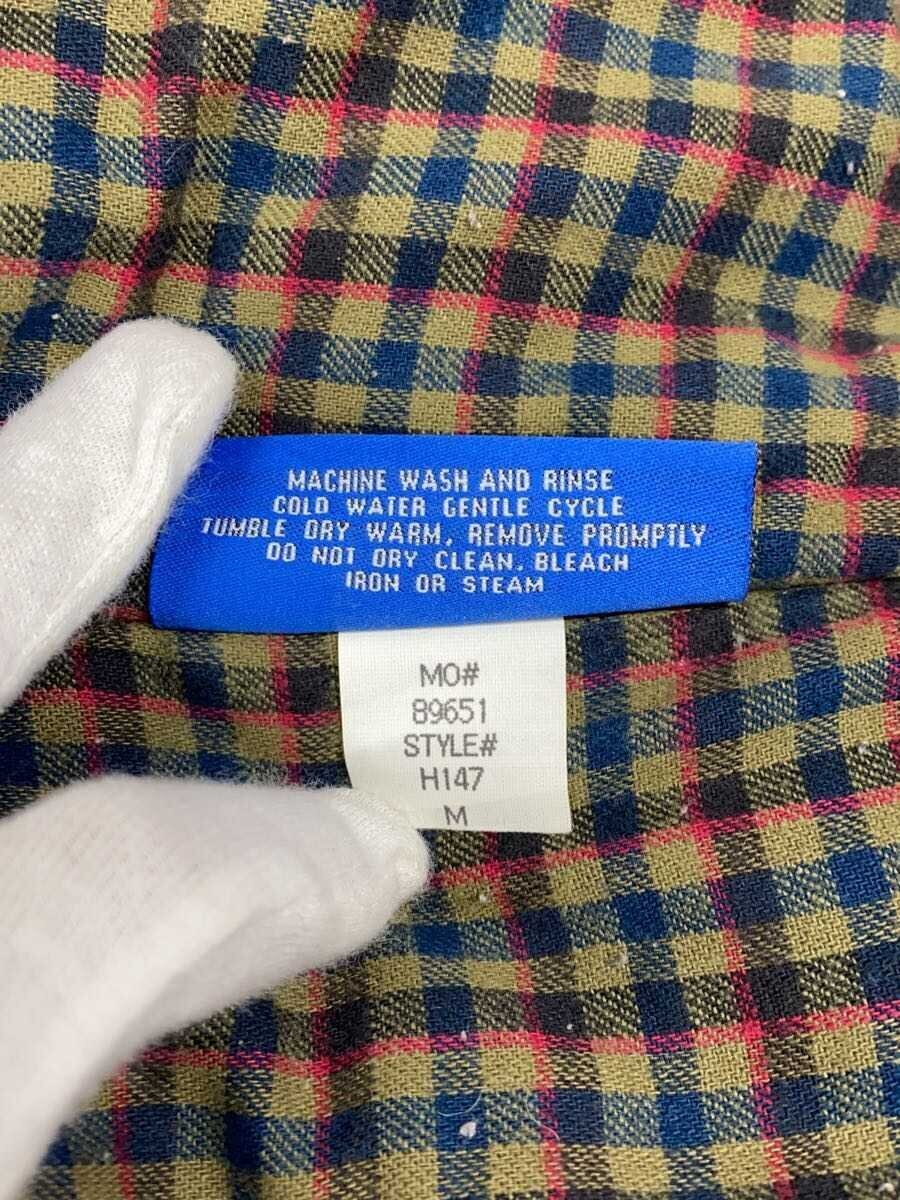 MACHINE WASH AND RINSE
COLD WATER GENTLE CYCLE
TUMBLE DRY WARM, REMOVE PROMPTLY
DO NOT DRY CLEAN, BLEACH
IRON OR STEAM
MO#
89651
STYLE#
H147
M